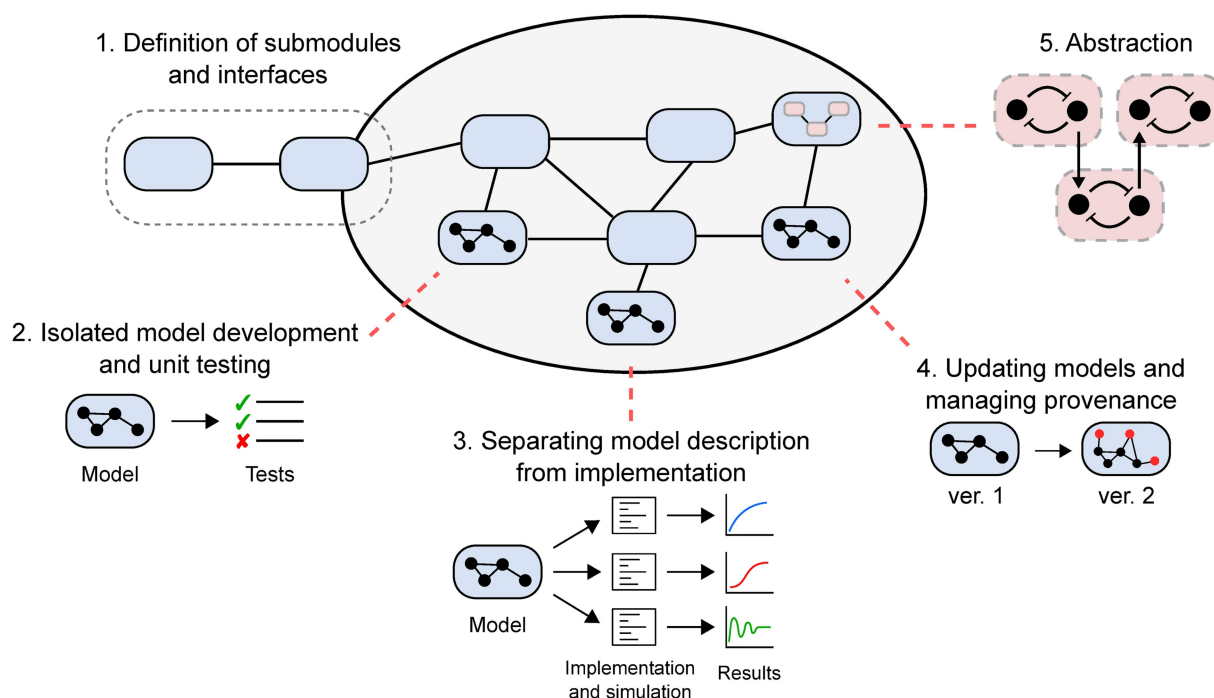 1. Definition of submodules
and interfaces
5. Abstraction
2. Isolated model development
and unit testing
Model
Tests
3. Separating model description
from implementation
Model
Implementation
and simulation
Results
4. Updating models and
managing provenance
ver. 1
ver. 2